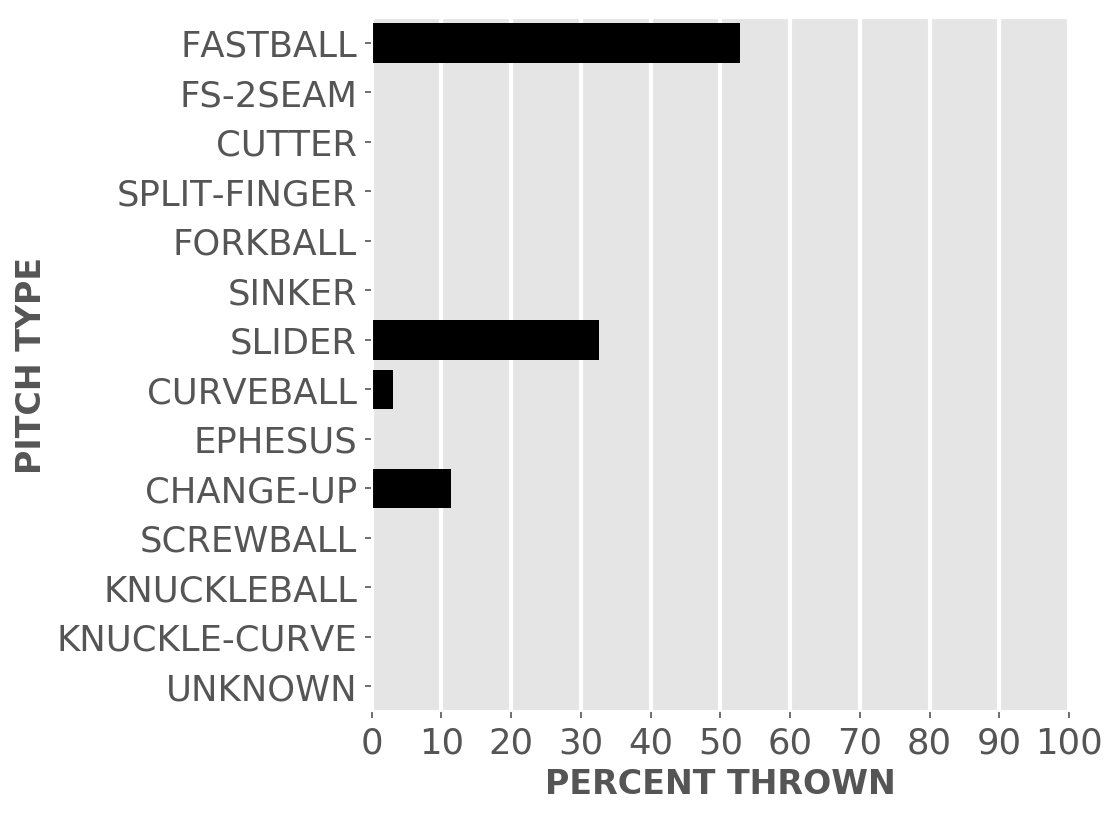 FASTBALL
FS-2SEAM
CUTTER
SPLIT-FINGER
FORKBALL
SINKER
SLIDER
CURVEBALL
EPHESUS
CHANGE-UP
SCREWBALL
KNUCKLEBALL
KNUCKLE-CURVE
UNKNOWN
PITCH TYPE
0 10 20 30 40 50 60 70 80 90 100
PERCENT THROWN